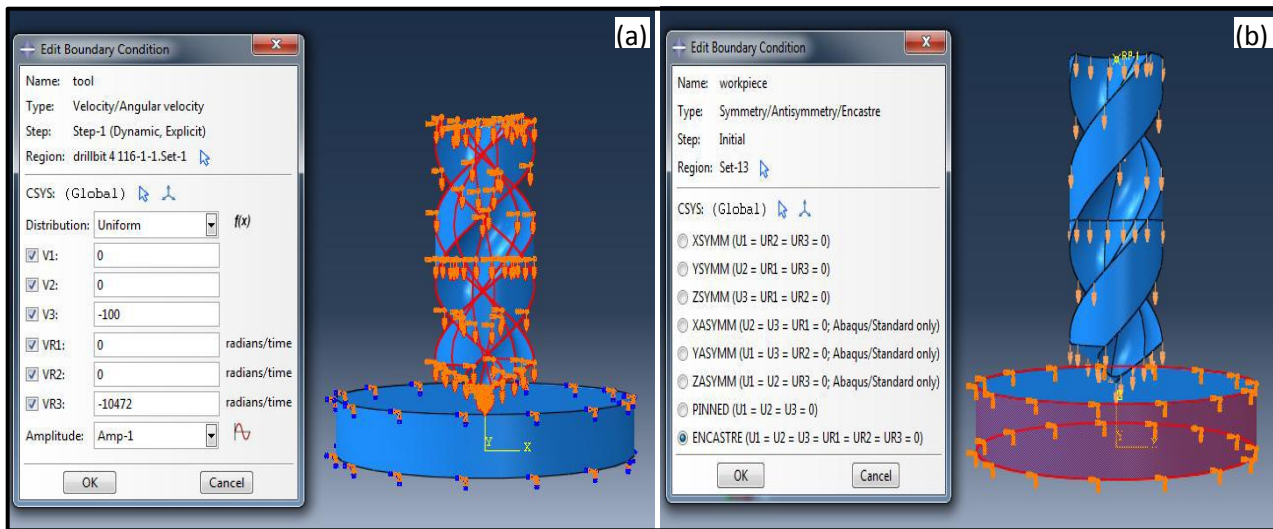 (a)
Edit Boundary Condition
Name: tool
Type: Velocity/Angular velocity
Step: Step-1 (Dynamic, Explicit)
Region: drillbit 4 116-1-1.Set-1
CSYS: (Global)
Distribution: Uniform f(x)
V1: 0
V2: 0
V3: -100
VR1: 0 radians/time
VR2: 0 radians/time
VR3: -10472 radians/time
Amplitude: Amp-1
OK Cancel
Y
X
(b)
Edit Boundary Condition
Name: workpiece
Type: Symmetry/Antisymmetry/Encastre
Step: Initial
Region: Set-13
CSYS: (Global)
XSYMM (U1 = UR2 = UR3 = 0)
YSYMM (U2 = UR1 = UR3 = 0)
ZSYMM (U3 = UR1 = UR2 = 0)
XASYMM (U2 = U3 = UR1 = 0; Abaqus/Standard only)
YASYMM (U1 = U3 = UR2 = 0; Abaqus/Standard only)
ZASYMM (U1 = U2 = UR3 = 0; Abaqus/Standard only)
PINNED (U1 = U2 = U3 = 0)
ENCASTRE (U1 = U2 = U3 = UR1 = UR2 = UR3 = 0)
OK Cancel
RP-1